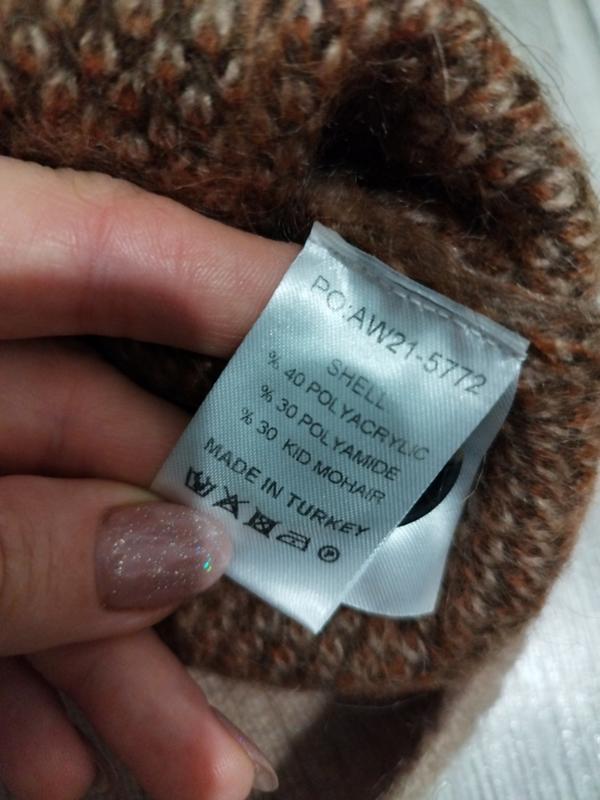 PO:AW21-5772
SHELL
% 40 POLYACRYLIC
% 30 POLYAMIDE
% 30 KID MOHAIR
MADE IN TURKEY
P